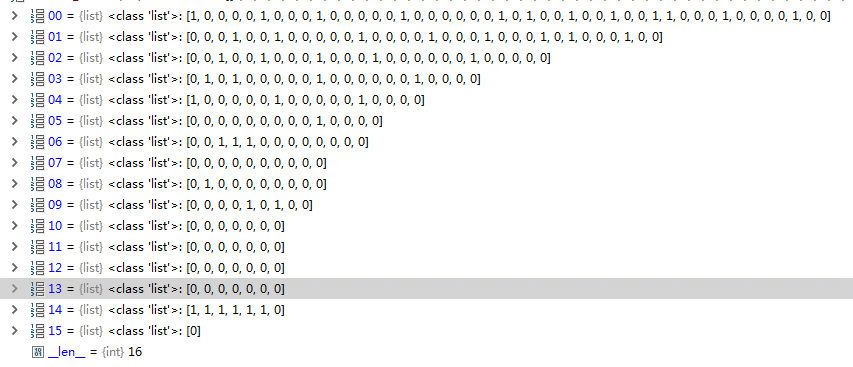 00 = {list} <class 'list'>: [1, 0, 0, 0, 0, 1, 0, 0, 0, 1, 0, 0, 0, 0, 0, 1, 0, 0, 0, 0, 0, 0, 1, 0, 1, 0, 0, 1, 0, 0, 1, 0, 0, 1, 1, 0, 0, 0, 1, 0, 0, 0, 0, 1, 0, 0]
01 = {list} <class 'list'>: [0, 0, 0, 1, 0, 0, 1, 0, 0, 0, 0, 1, 0, 0, 0, 0, 0, 1, 0, 0, 0, 1, 0, 0, 0, 1, 0, 1, 0, 0, 0, 1, 0, 0]
02 = {list} <class 'list'>: [0, 0, 1, 0, 0, 1, 0, 0, 0, 1, 0, 0, 0, 1, 0, 0, 0, 0, 0, 0, 1, 0, 0, 0, 0, 0]
03 = {list} <class 'list'>: [0, 1, 0, 1, 0, 0, 0, 0, 0, 1, 0, 0, 0, 0, 0, 0, 1, 0, 0, 0, 0]
04 = {list} <class 'list'>: [1, 0, 0, 0, 0, 0, 1, 0, 0, 0, 0, 0, 1, 0, 0, 0, 0]
05 = {list} <class 'list'>: [0, 0, 0, 0, 0, 0, 0, 0, 0, 1, 0, 0, 0, 0]
06 = {list} <class 'list'>: [0, 0, 1, 1, 1, 0, 0, 0, 0, 0, 0, 0, 0]
07 = {list} <class 'list'>: [0, 0, 0, 0, 0, 0, 0, 0, 0, 0]
08 = {list} <class 'list'>: [0, 1, 0, 0, 0, 0, 0, 0, 0, 0]
09 = {list} <class 'list'>: [0, 0, 0, 0, 1, 0, 1, 0, 0]
10 = {list} <class 'list'>: [0, 0, 0, 0, 0, 0, 0]
11 = {list} <class 'list'>: [0, 0, 0, 0, 0, 0, 0]
12 = {list} <class 'list'>: [0, 0, 0, 0, 0, 0, 0]
13 = {list} <class 'list'>: [0, 0, 0, 0, 0, 0, 0]
14 = {list} <class 'list'>: [1, 1, 1, 1, 1, 1, 0]
15 = {list} <class 'list'>: [0]
__len__ = {int} 16